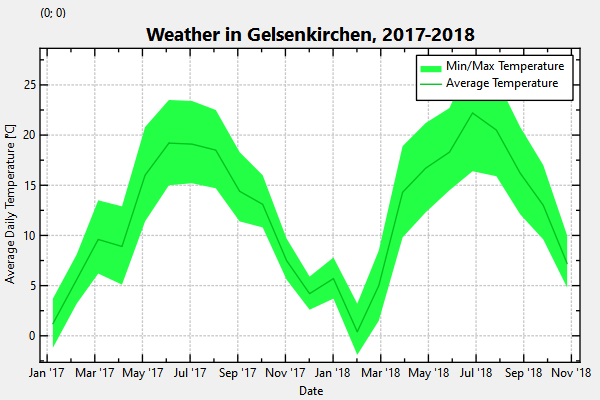 (0; 0)
Weather in Gelsenkirchen, 2017-2018
Min/Max Temperature
Average Temperature
Average Daily Temperature [°C]
25
20
15
10
5
0
Jan '17 Mar '17 May '17 Jul '17 Sep '17 Nov '17 Jan '18 Mar '18 May '18 Jul '18 Sep '18 Nov '18
Date